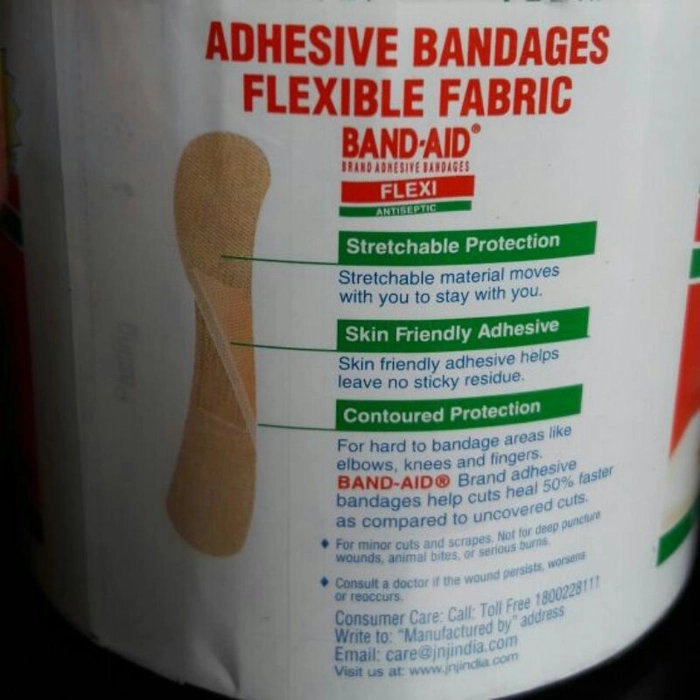 ADHESIVE BANDAGES
FLEXIBLE FABRIC
BAND-AID®
BRAND ADHESIVE BANDAGES
FLEXI
ANTISEPTIC
Stretchable Protection
Stretchable material moves
with you to stay with you.
Skin Friendly Adhesive
Skin friendly adhesive helps
leave no sticky residue.
Contoured Protection
For hard to bandage areas like
elbows, knees and fingers.
BAND-AID® Brand adhesive
bandages help cuts heal 50% faster
as compared to uncovered cuts.
♦ For minor cuts and scrapes. Not for deep puncture
wounds, animal bites, or serious burns.
♦ Consult a doctor if the wound persists, worsens
or reoccurs.
Consumer Care: Call: Toll Free 1800228111
Write to: "Manufactured by" address
Email: care@jnjindia.com
Visit us at: www.jnjindia.com